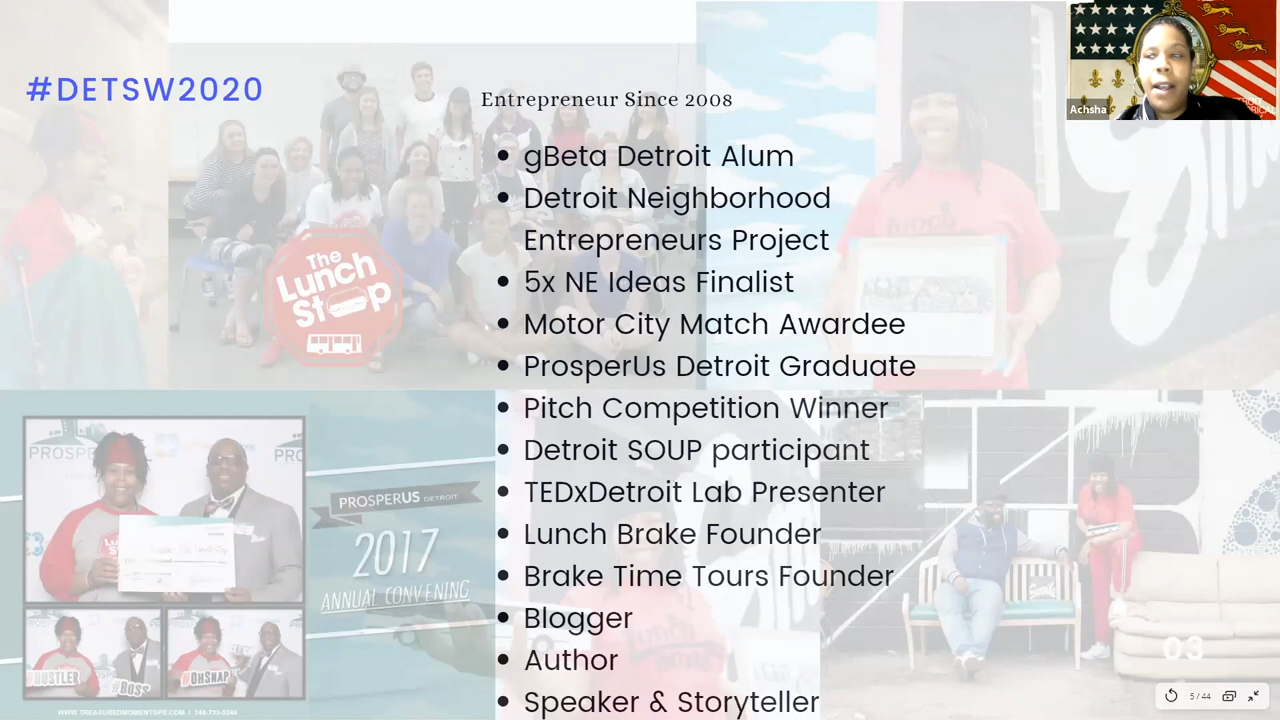 #DETSW2020
Entrepreneur Since 2008
Achsha
• gBeta Detroit Alum
• Detroit Neighborhood
Entrepreneurs Project
• 5x NE Ideas Finalist
• Motor City Match Awardee
• ProsperUs Detroit Graduate
• Pitch Competition Winner
• Detroit SOUP participant
• TEDxDetroit Lab Presenter
• Lunch Brake Founder
• Brake Time Tours Founder
• Blogger
• Author
• Speaker & Storyteller
The
Lunch
Stop
PROSPERUS DETROIT
2017
ANNUAL CONVENING
HUSTLER
#BOSS
#OHSNAP
03
5 / 44